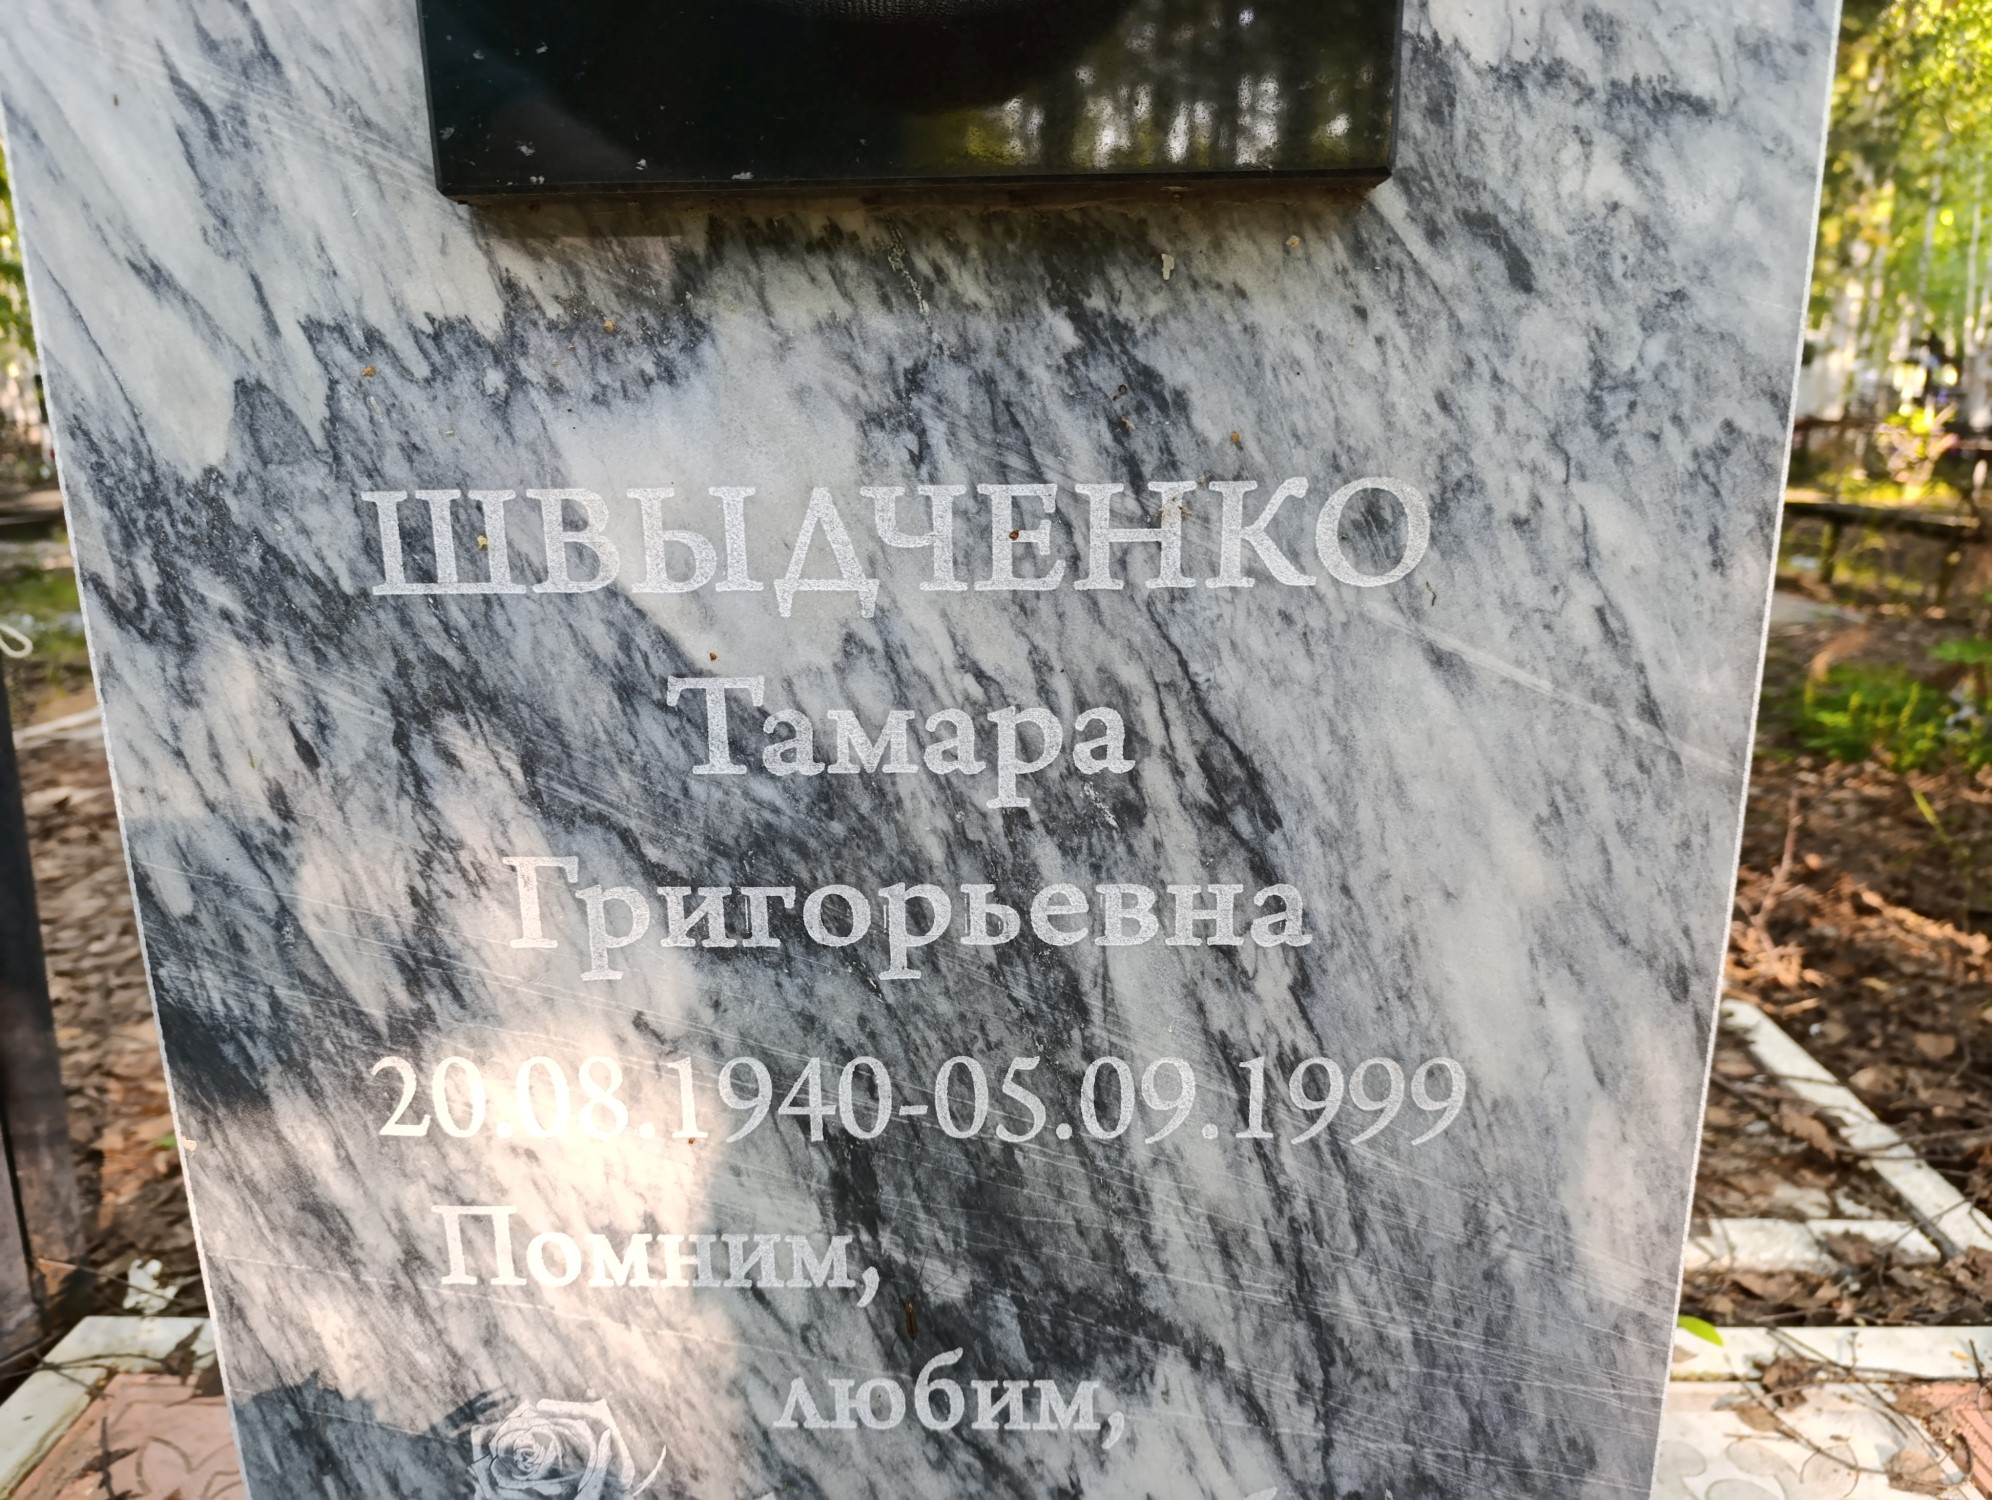 ШВЫДЧЕНКО
Тамара
Григорьевна
20.08.1940-05.09.1999
Помним,
любим,